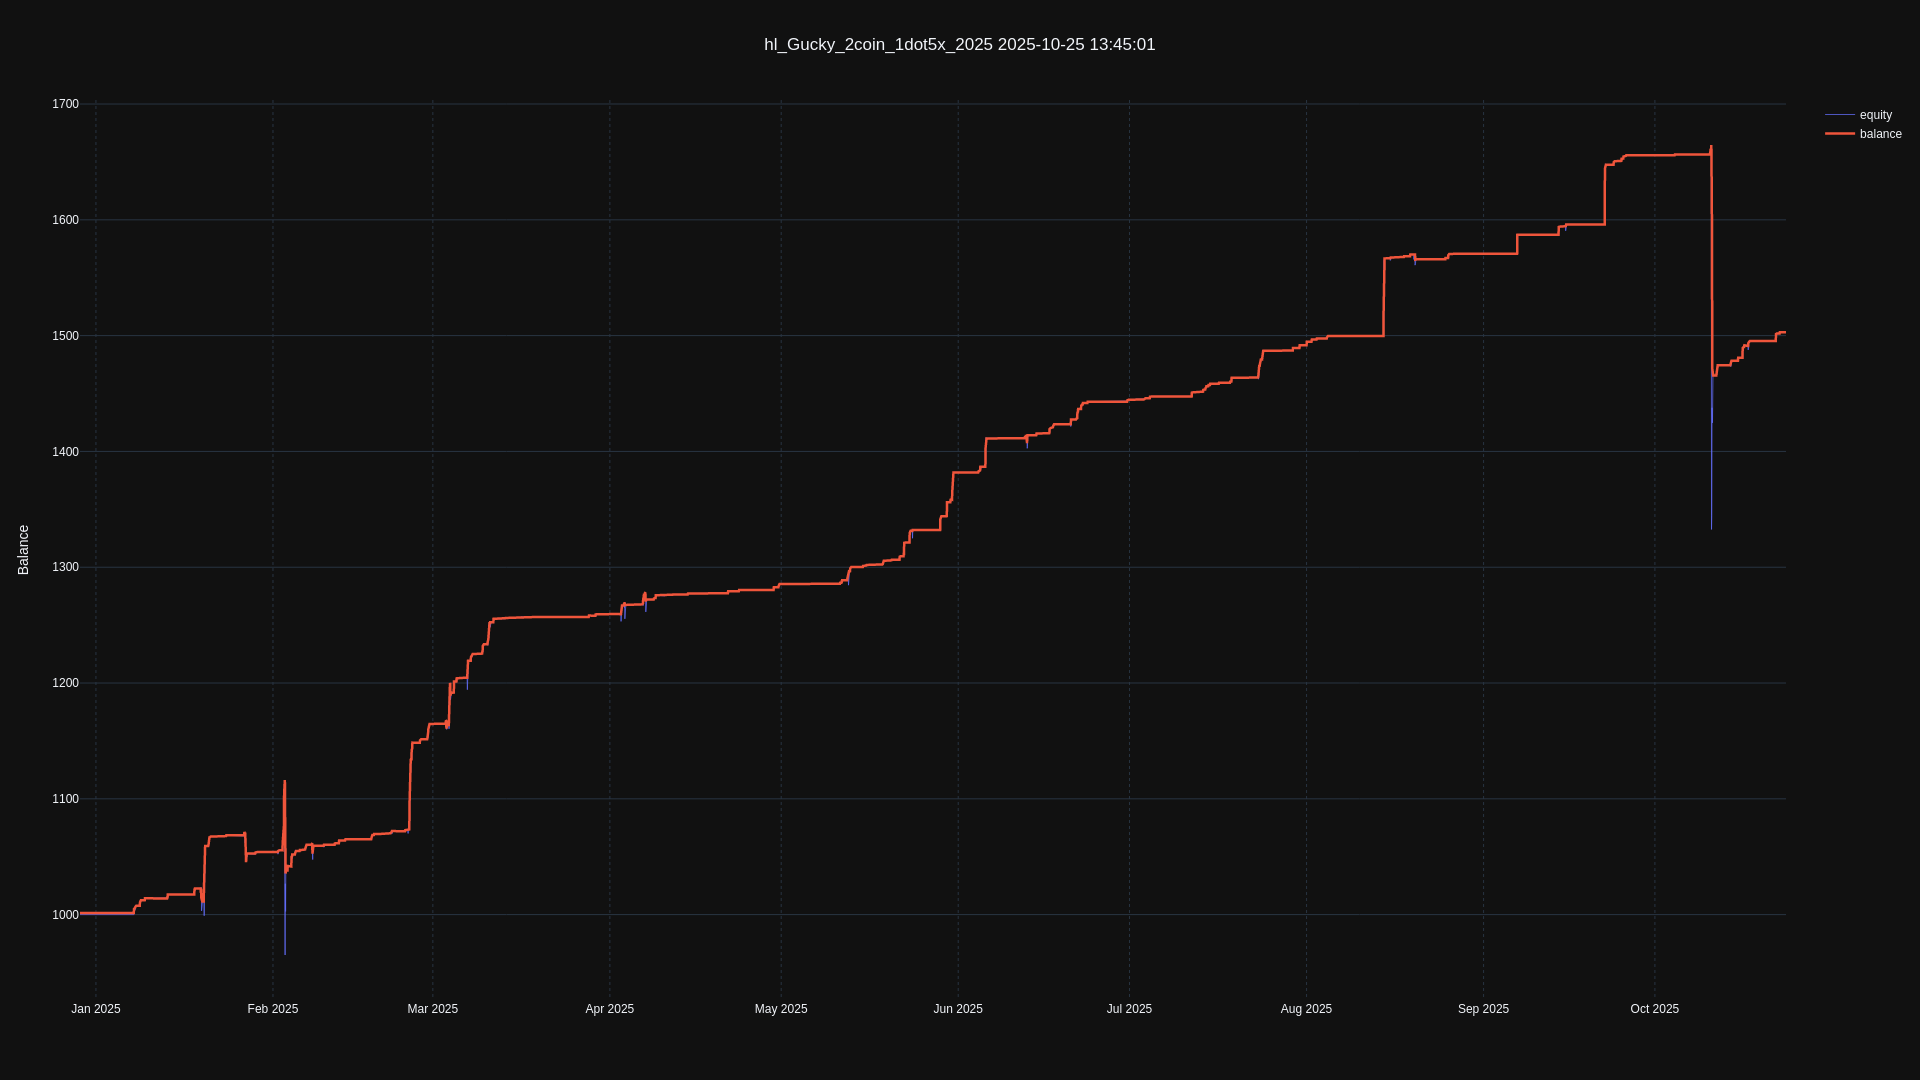 hl_Gucky_2coin_1dot5x_2025 2025-10-25 13:45:01
equity
balance
1700
1600
1500
1400
1300
1200
1100
1000
Balance
Jan 2025
Feb 2025
Mar 2025
Apr 2025
May 2025
Jun 2025
Jul 2025
Aug 2025
Sep 2025
Oct 2025